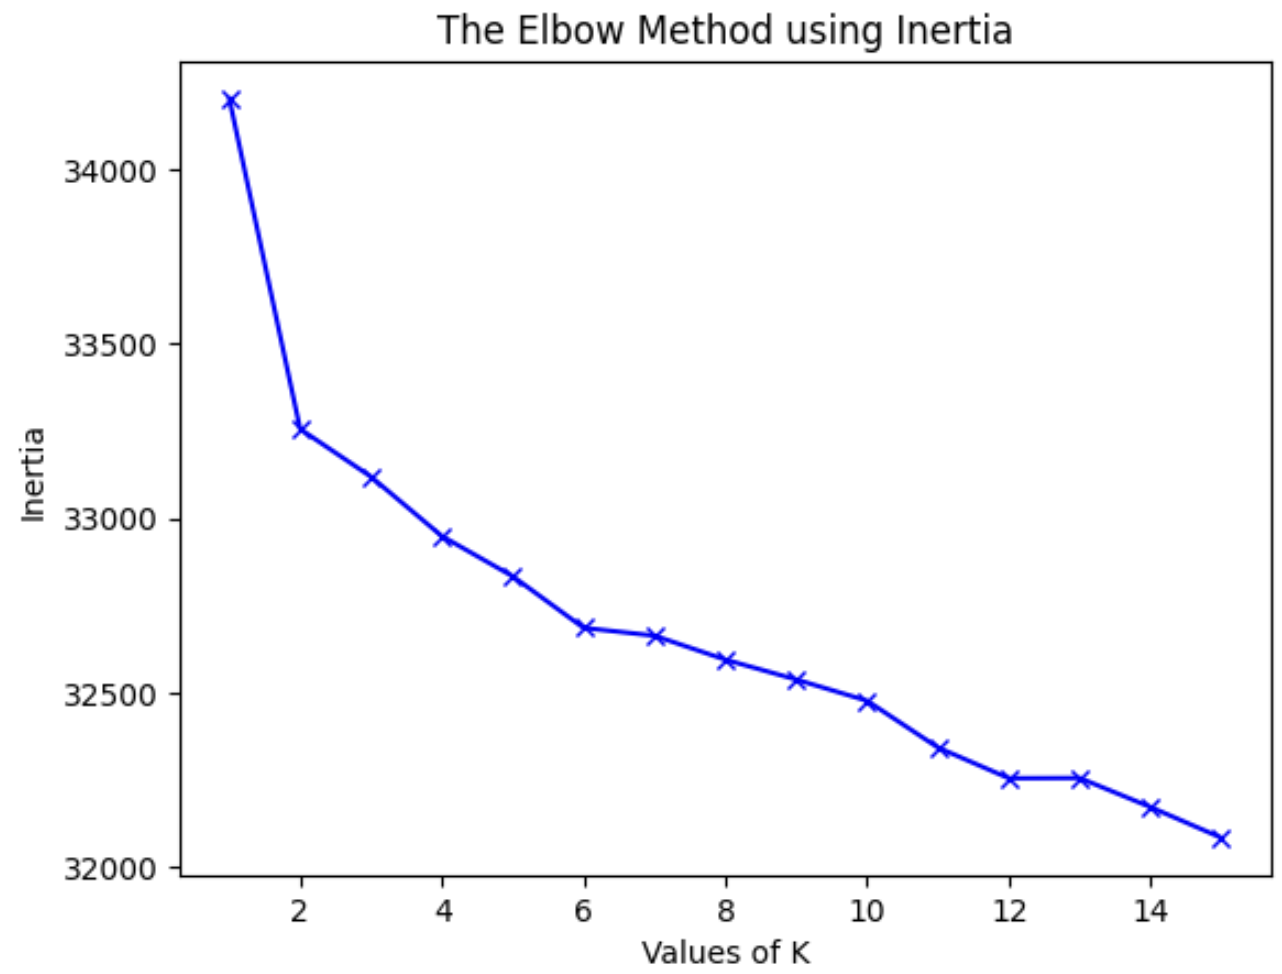 The Elbow Method using Inertia
34000
33500
33000
32500
32000
Inertia
2 4 6 8 10 12 14
Values of K